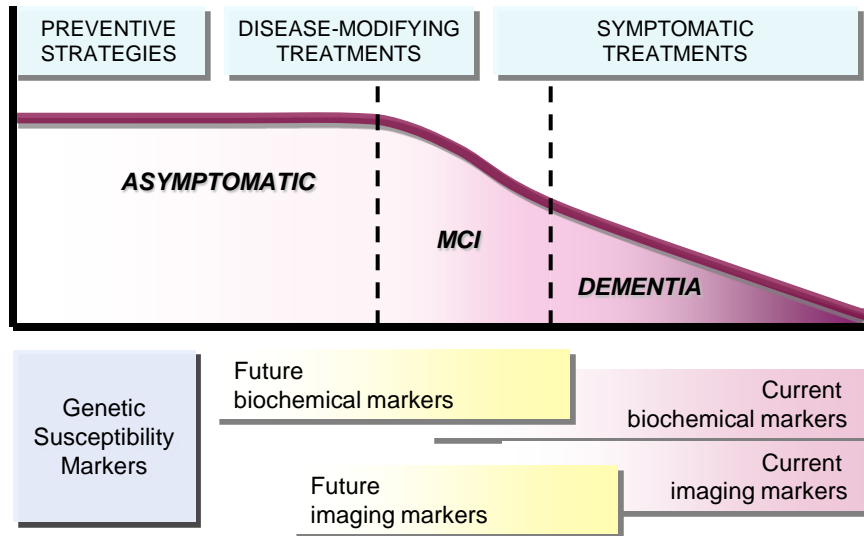 PREVENTIVE
STRATEGIES
DISEASE-MODIFYING
TREATMENTS
SYMPTOMATIC
TREATMENTS
ASYMPTOMATIC
MCI
DEMENTIA
Genetic
Susceptibility
Markers
Future
biochemical markers
Current
biochemical markers
Future
imaging markers
Current
imaging markers